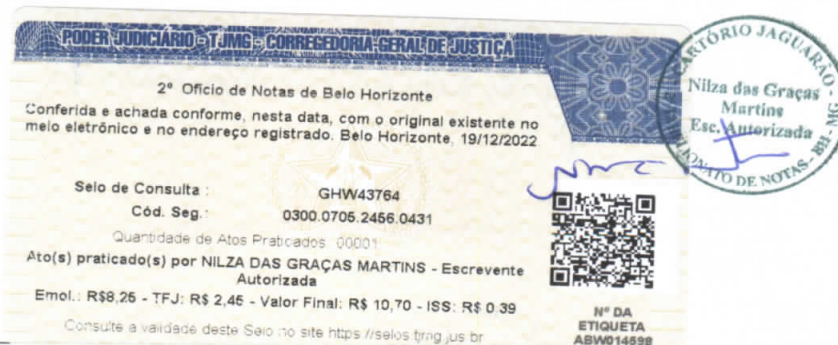 PODER JUDICIÁRIO - TJMG - CORREGEDORIA-GERAL DE JUSTIÇA
2º Ofício de Notas de Belo Horizonte
Conferida e achada conforme, nesta data, com o original existente no
meio eletrônico e no endereço registrado. Belo Horizonte, 19/12/2022
Selo de Consulta : GHW43764
Cód. Seg.: 0300.0705.2456.0431
Quantidade de Atos Praticados: 00001
Ato(s) praticado(s) por NILZA DAS GRAÇAS MARTINS - Escrevente
Autorizada
Emol.: R$8,25 - TFJ: R$ 2,45 - Valor Final: R$ 10,70 - ISS: R$ 0.39
Consulte a validade deste Selo no site https://selos.tjmg.jus.br
Nº DA
ETIQUETA
ABW014598
CARTÓRIO JAGUARÃO - BH - MG
Nilza das Graças
Martins
Esc. Autorizada
DE NOTAS